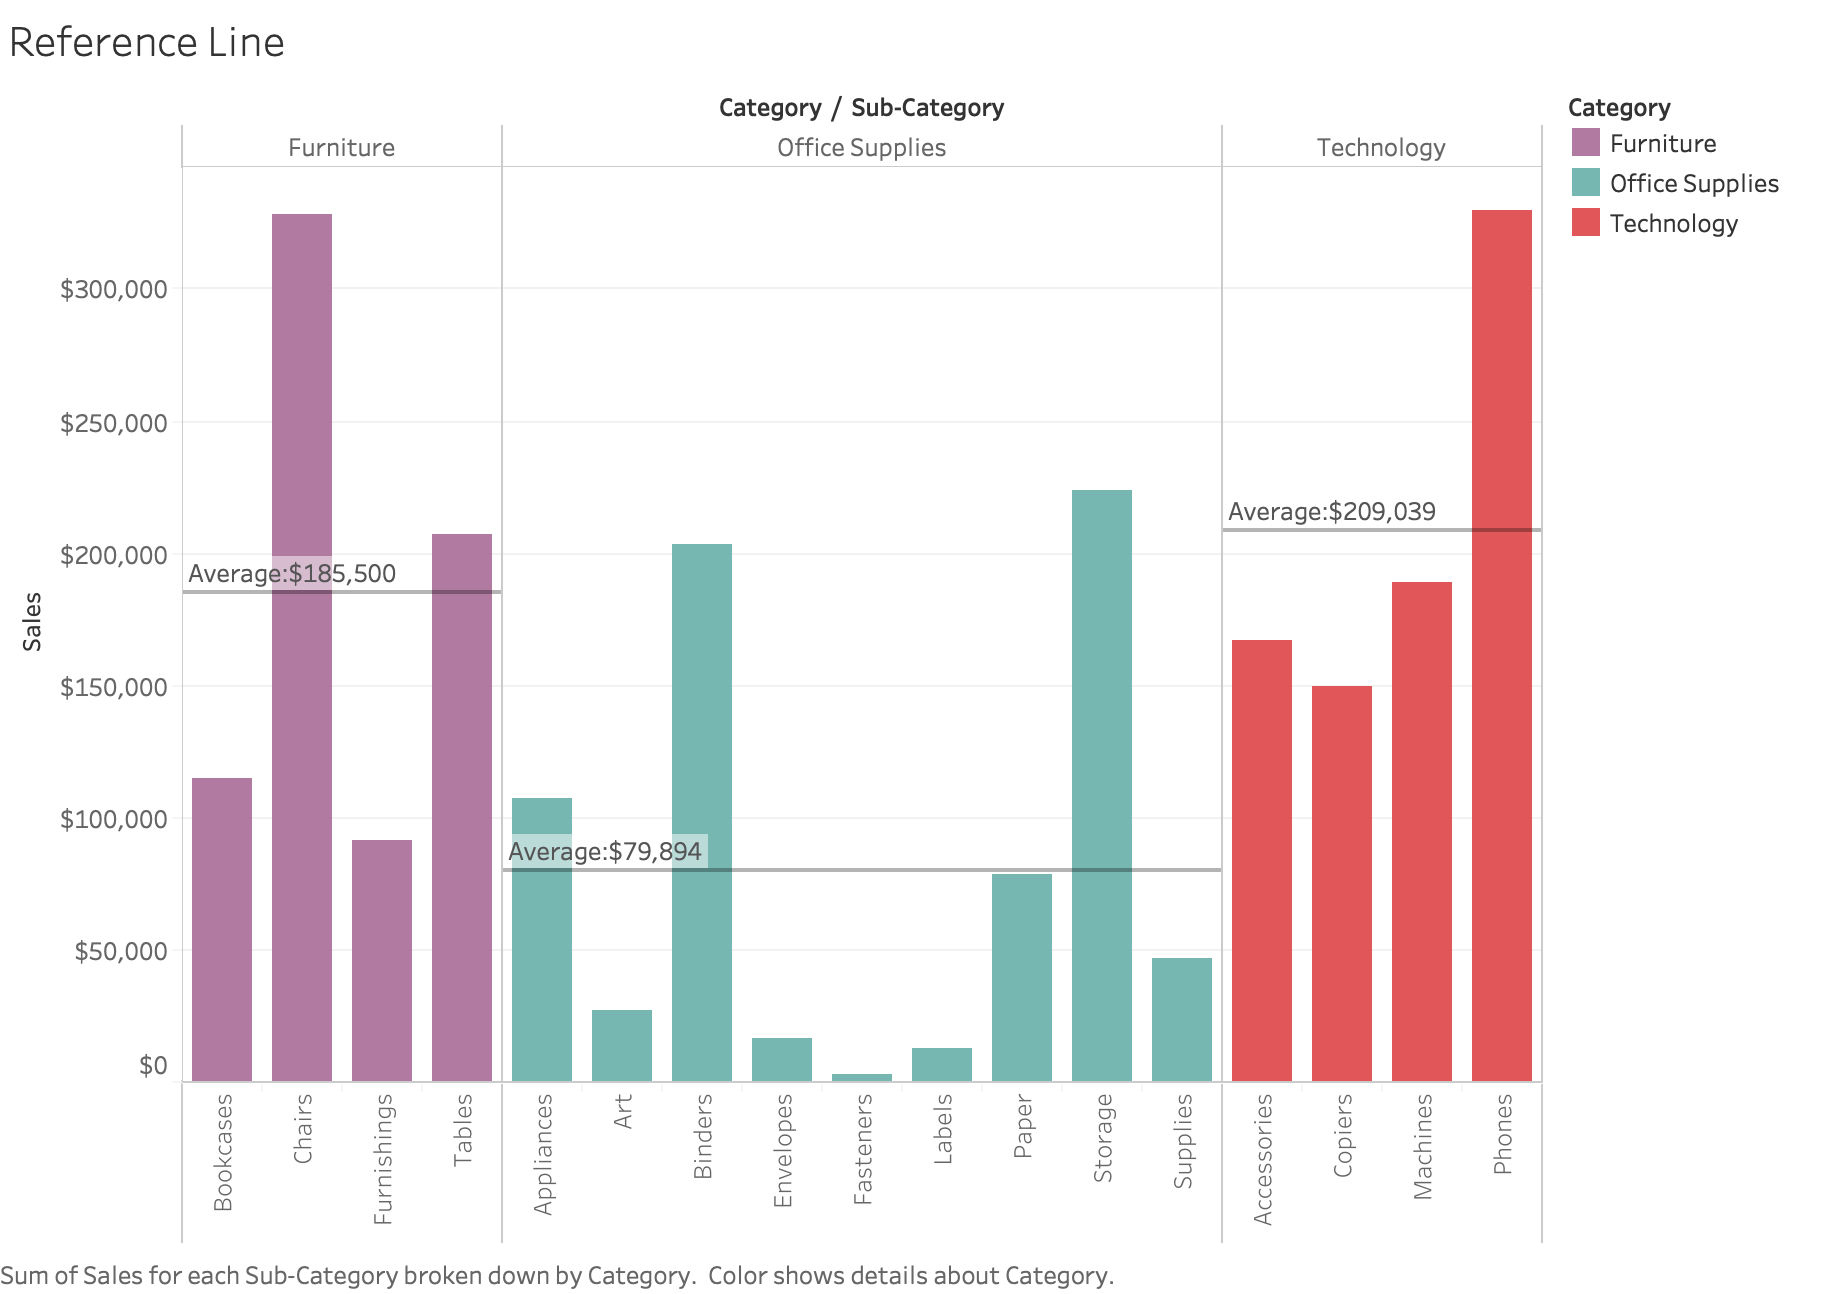 Reference Line
Category / Sub-Category
Furniture
Office Supplies
Technology
Category
Furniture
Office Supplies
Technology
Sales
$300,000
$250,000
$200,000
$150,000
$100,000
$50,000
$0
Average:$185,500
Average:$79,894
Average:$209,039
Bookcases
Chairs
Furnishings
Tables
Appliances
Art
Binders
Envelopes
Fasteners
Labels
Paper
Storage
Supplies
Accessories
Copiers
Machines
Phones
Sum of Sales for each Sub-Category broken down by Category.  Color shows details about Category.